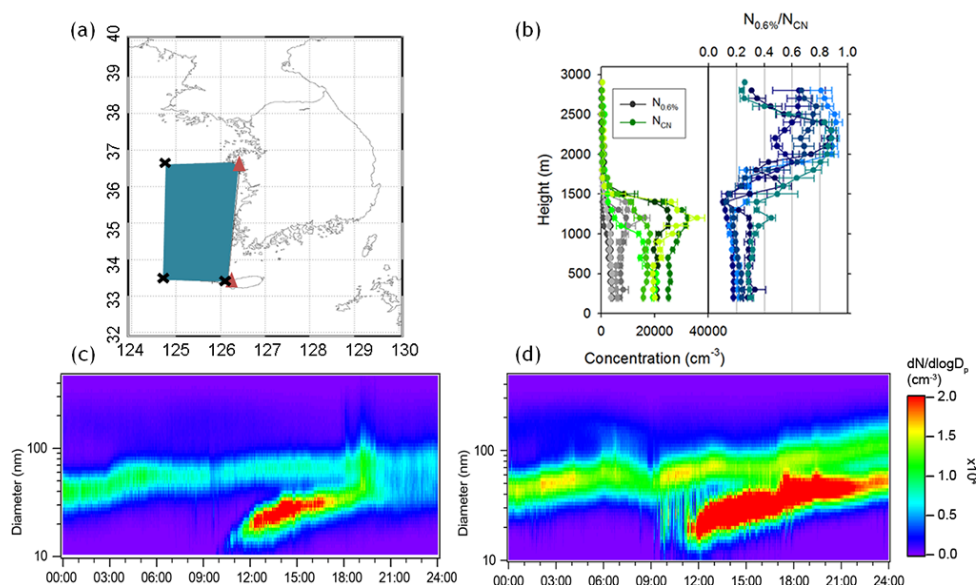 (a)
40
39
38
37
36
35
34
33
32
124 125 126 127 128 129 130
(b)
N0.6%/NCN
0.0 0.2 0.4 0.6 0.8 1.0
3000
2500
2000
1500
1000
500
0
Height (m)
N0.6%
NCN
0 20000 40000
Concentration (cm-3)
(c)
Diameter (nm)
100
10
00:00 03:00 06:00 09:00 12:00 15:00 18:00 21:00 24:00
(d)
Diameter (nm)
100
10
00:00 03:00 06:00 09:00 12:00 15:00 18:00 21:00 24:00
dN/dlogDp
(cm-3)
2.0
1.5
1.0
0.5
0.0